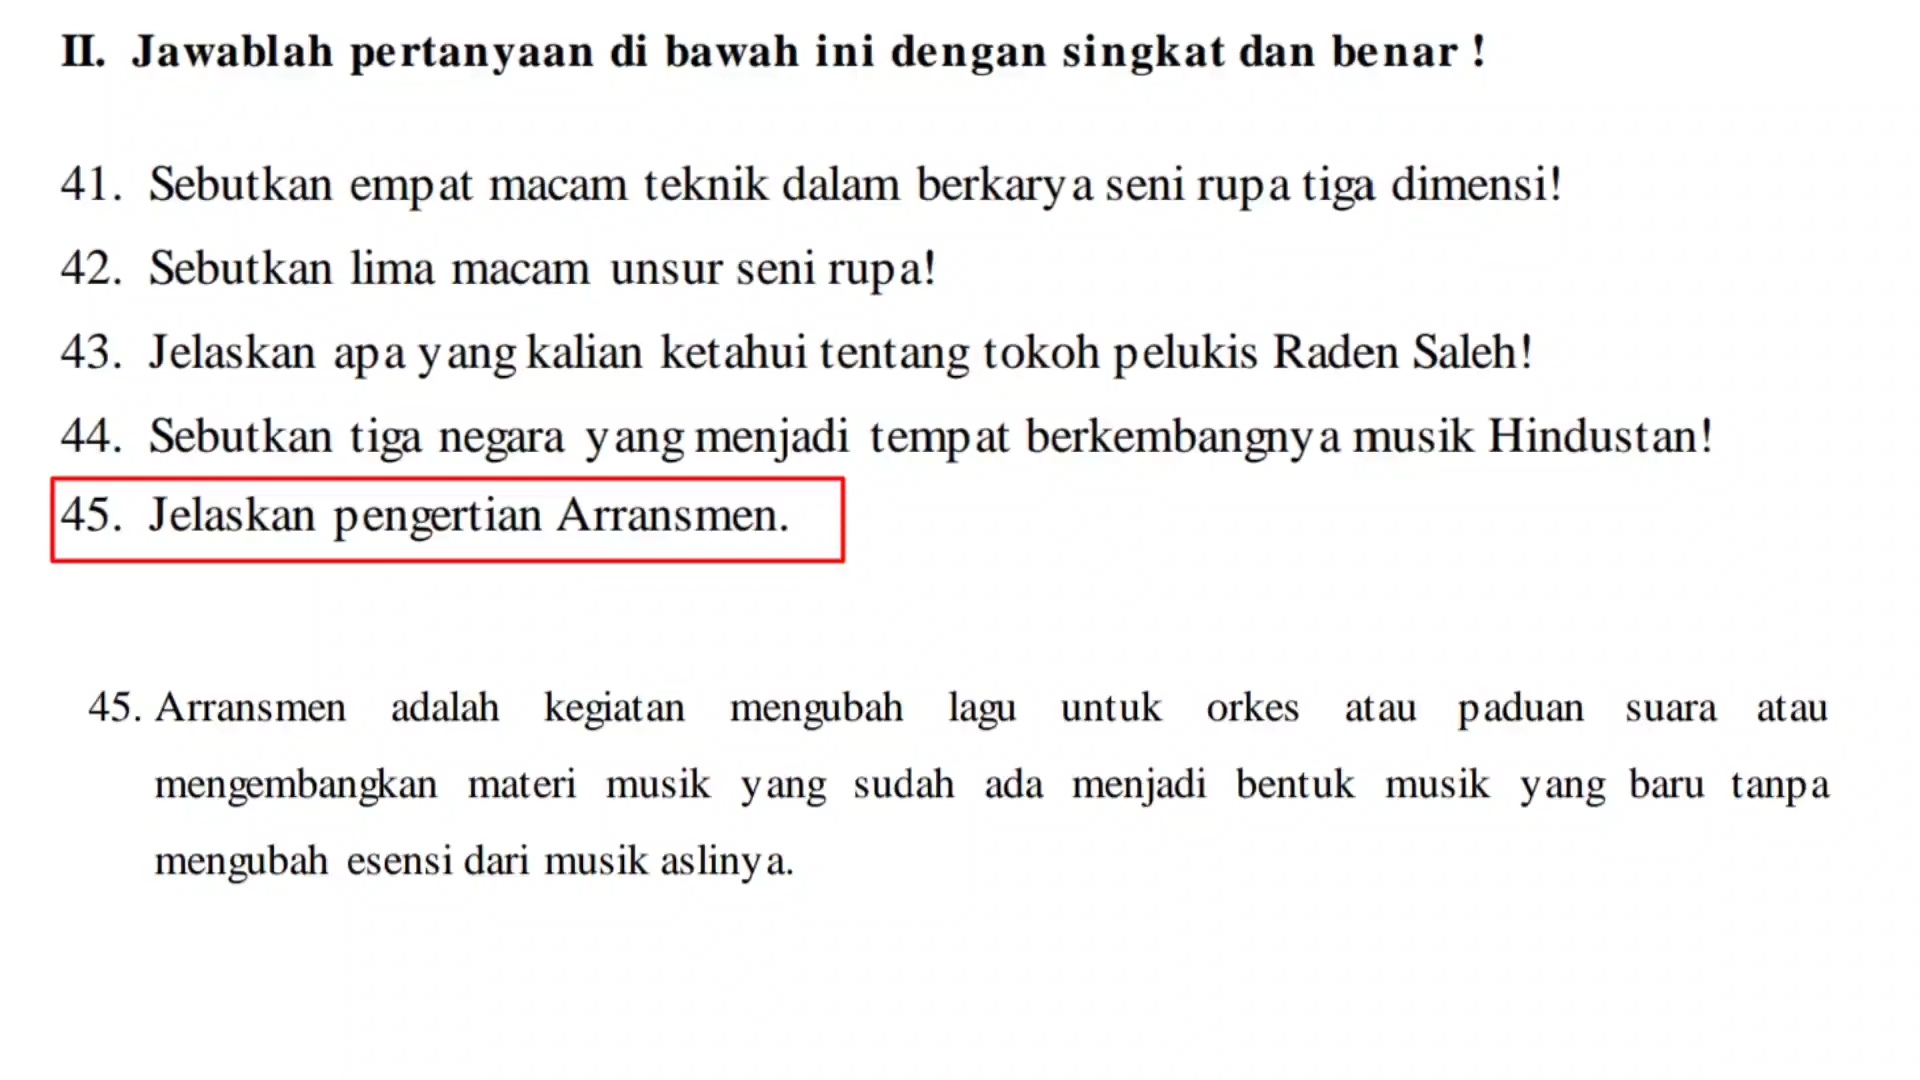 II. Jawablah pertanyaan di bawah ini dengan singkat dan benar !
41. Sebutkan empat macam teknik dalam berkarya seni rupa tiga dimensi!
42. Sebutkan lima macam unsur seni rupa!
43. Jelaskan apa yang kalian ketahui tentang tokoh pelukis Raden Saleh!
44. Sebutkan tiga negara yang menjadi tempat berkembangnya musik Hindustan!
45. Jelaskan pengertian Arransmen.
45. Arransmen adalah kegiatan mengubah lagu untuk orkes atau paduan suara atau
mengembangkan materi musik yang sudah ada menjadi bentuk musik yang baru tanpa
mengubah esensi dari musik aslinya.